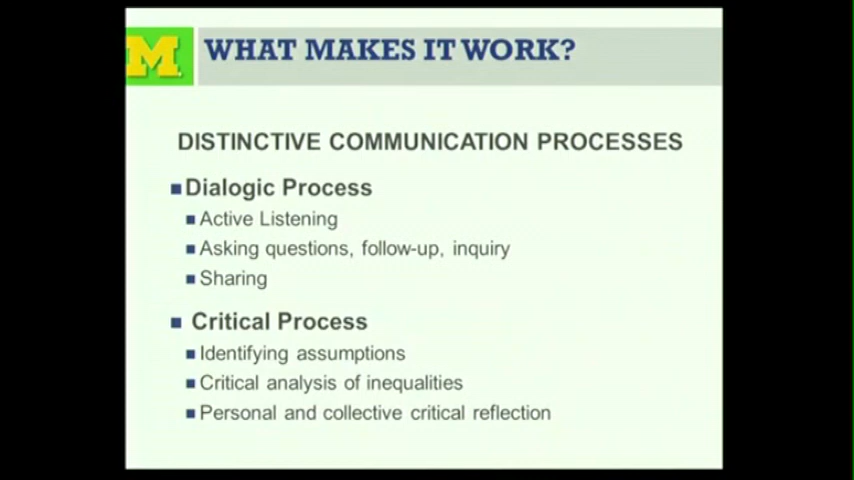 M
WHAT MAKES IT WORK?
DISTINCTIVE COMMUNICATION PROCESSES
Dialogic Process
Active Listening
Asking questions, follow-up, inquiry
Sharing
Critical Process
Identifying assumptions
Critical analysis of inequalities
Personal and collective critical reflection